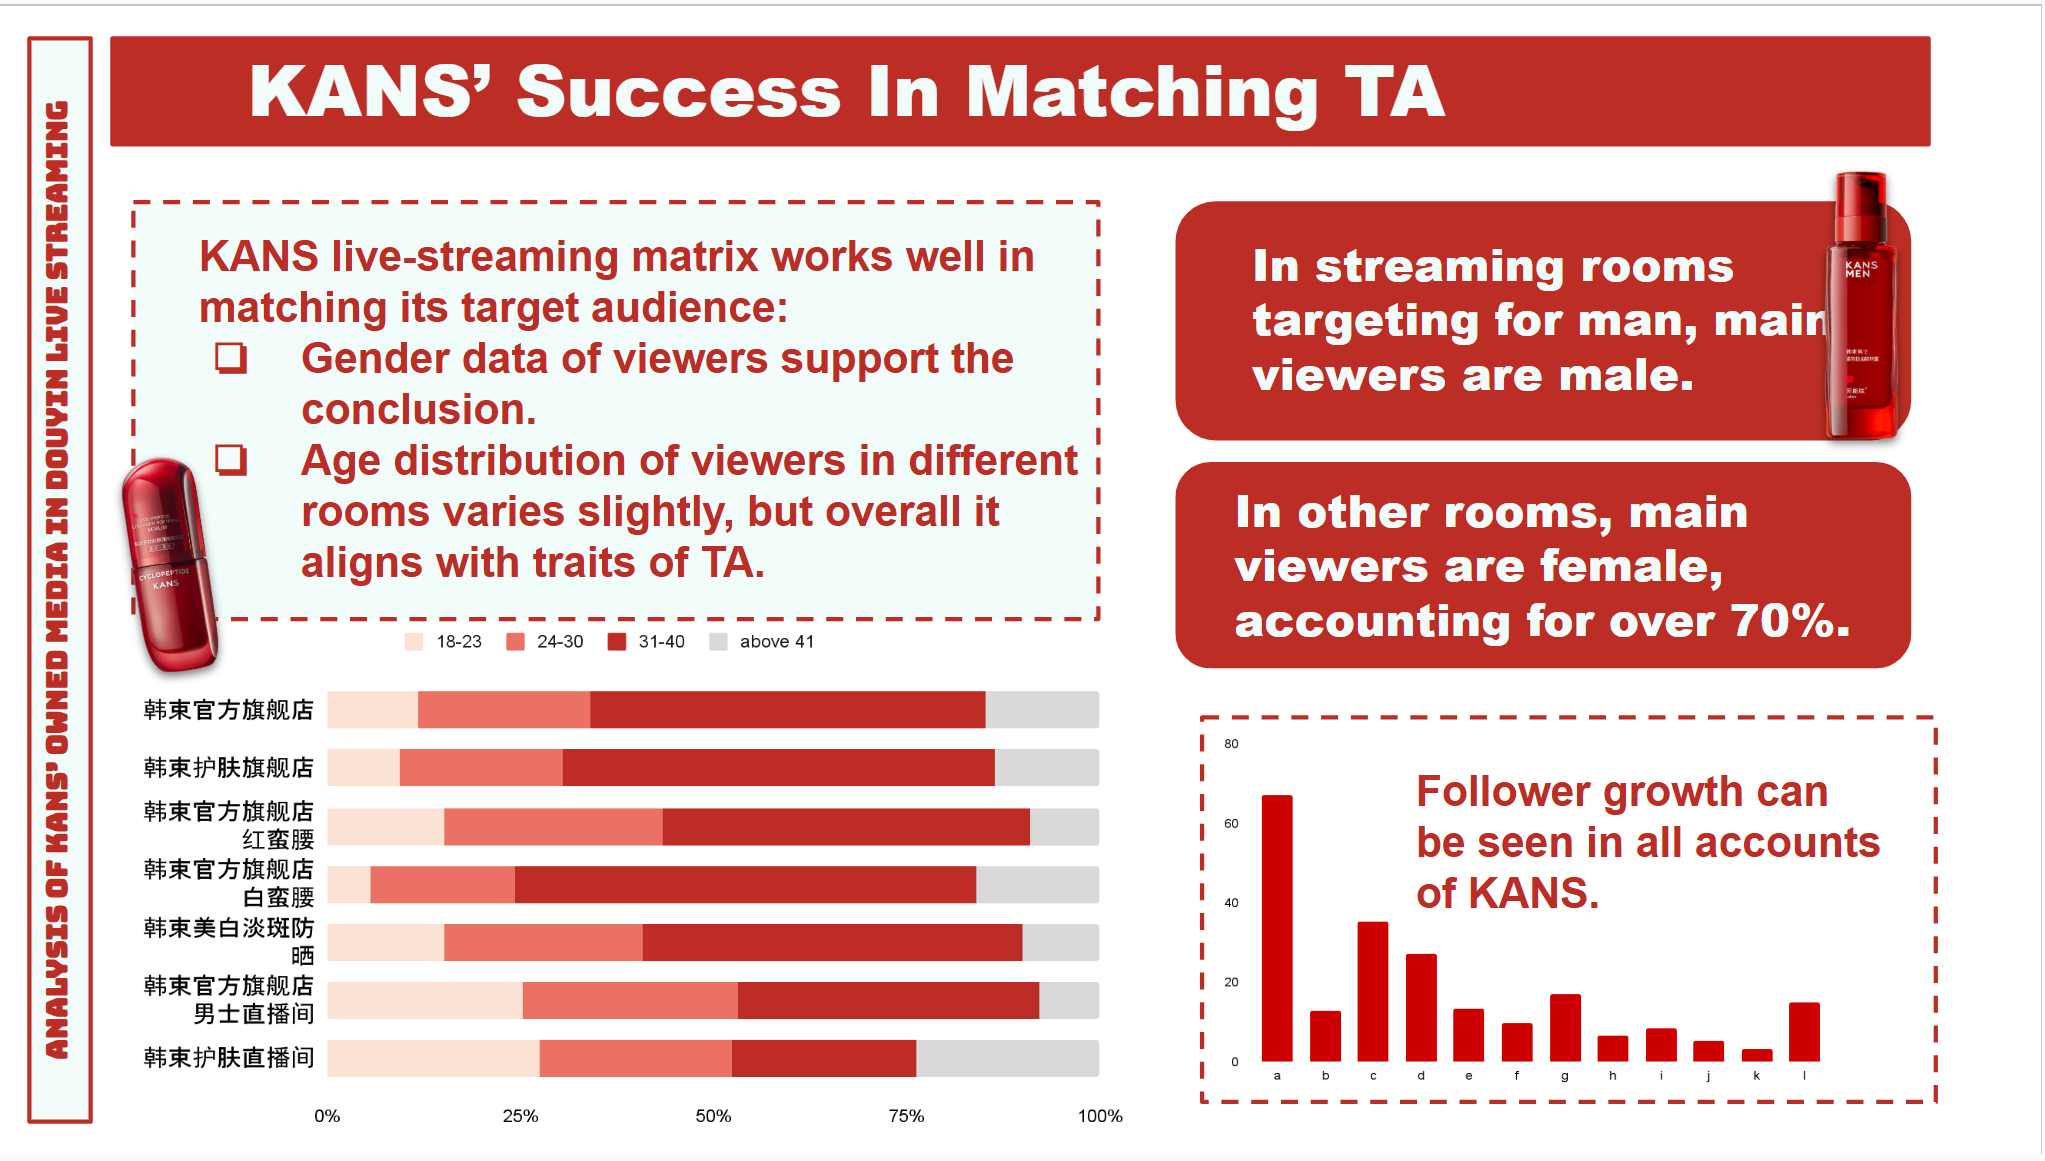 KANS’ Success In Matching TA
ANALYSIS OF KANS’ OWNED MEDIA IN DOUYIN LIVE STREAMING
KANS live-streaming matrix works well in
matching its target audience:
❑ Gender data of viewers support the
conclusion.
❑ Age distribution of viewers in different
rooms varies slightly, but overall it
aligns with traits of TA.
CYCLOPEPTIDE
KANS
In streaming rooms
targeting for man, main
viewers are male.
KANS
MEN
In other rooms, main
viewers are female,
accounting for over 70%.
18-23 24-30 31-40 above 41
韩束官方旗舰店
韩束护肤旗舰店
韩束官方旗舰店
红蛮腰
韩束官方旗舰店
白蛮腰
韩束美白淡斑防
晒
韩束官方旗舰店
男士直播间
韩束护肤直播间
0% 25% 50% 75% 100%
Follower growth can
be seen in all accounts
of KANS.
80
60
40
20
0
a b c d e f g h i j k l